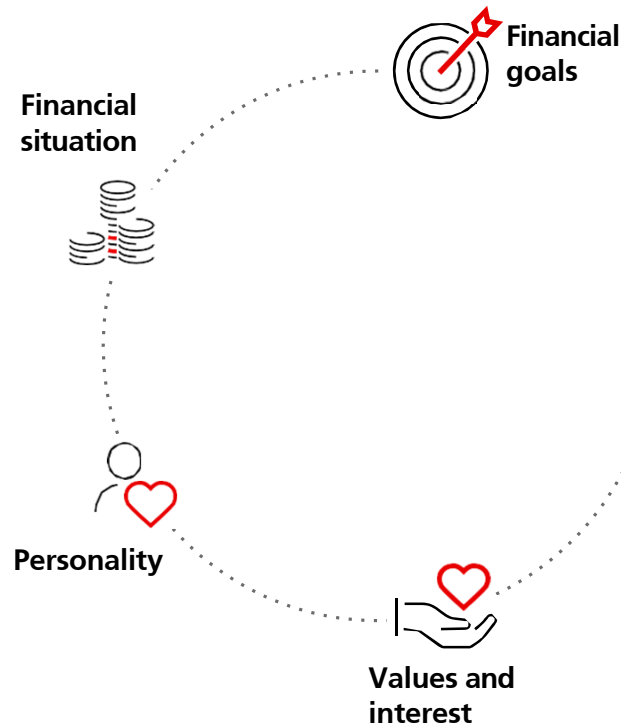 Financial
goals
Financial
situation
Personality
Values and
interest